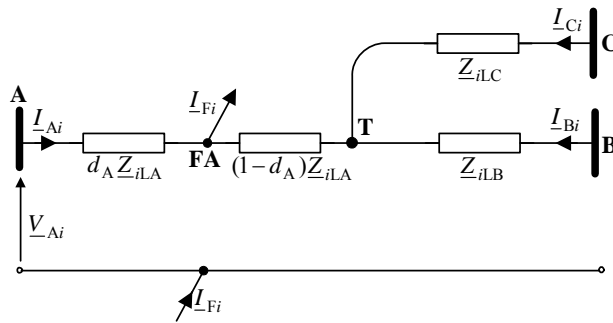 I_Ci
C
Z_iLC
A
I_Ai
I_Fi
T
I_Bi
B
d_A Z_iLA
FA
(1−d_A)Z_iLA
Z_iLB
V_Ai
I_Fi